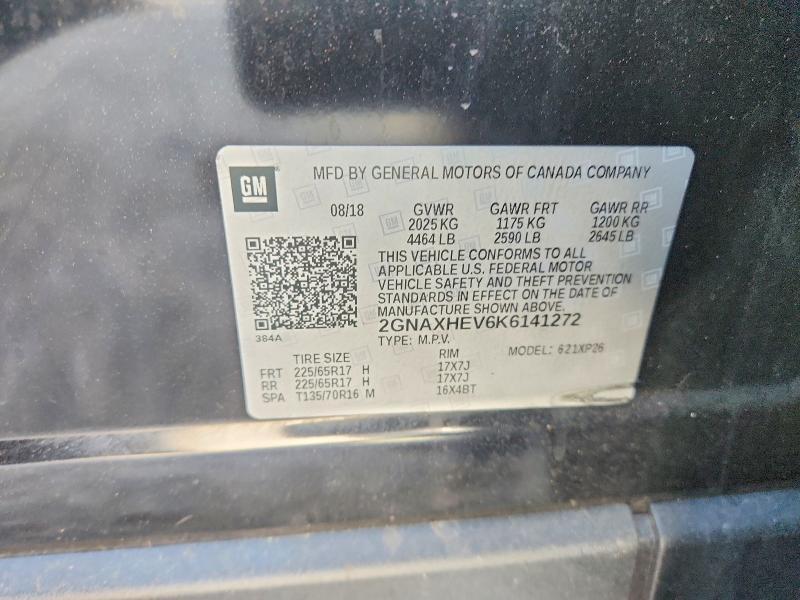 GM
MFD BY GENERAL MOTORS OF CANADA COMPANY
08/18 GVWR GAWR FRT GAWR RR
2025 KG 1175 KG 1200 KG
4464 LB 2590 LB 2645 LB
THIS VEHICLE CONFORMS TO ALL
APPLICABLE U.S. FEDERAL MOTOR
VEHICLE SAFETY AND THEFT PREVENTION
STANDARDS IN EFFECT ON THE DATE OF
MANUFACTURE SHOWN ABOVE.
2GNAXHEV6K6141272
384A
TYPE: M.P.V. MODEL: 621XP26
TIRE SIZE RIM
FRT 225/65R17 H 17X7J
RR 225/65R17 H 17X7J
SPA T135/70R16 M 16X4BT